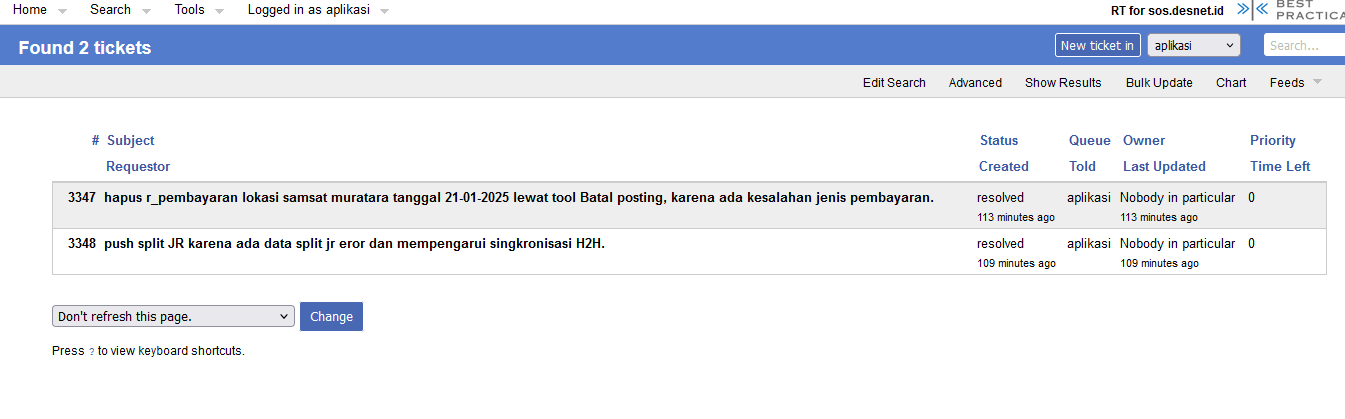 Home Search Tools Logged in as aplikasi RT for sos.desnet.id BEST PRACTICA
Found 2 tickets New ticket in aplikasi Search...
Edit Search Advanced Show Results Bulk Update Chart Feeds
# Subject Status Queue Owner Priority
Requestor Created Told Last Updated Time Left
3347 hapus r_pembayaran lokasi samsat muratara tanggal 21-01-2025 lewat tool Batal posting, karena ada kesalahan jenis pembayaran. resolved aplikasi Nobody in particular 0
113 minutes ago 113 minutes ago
3348 push split JR karena ada data split jr eror dan mempengarui singkronisasi H2H. resolved aplikasi Nobody in particular 0
109 minutes ago 109 minutes ago
Don't refresh this page. Change
Press ? to view keyboard shortcuts.